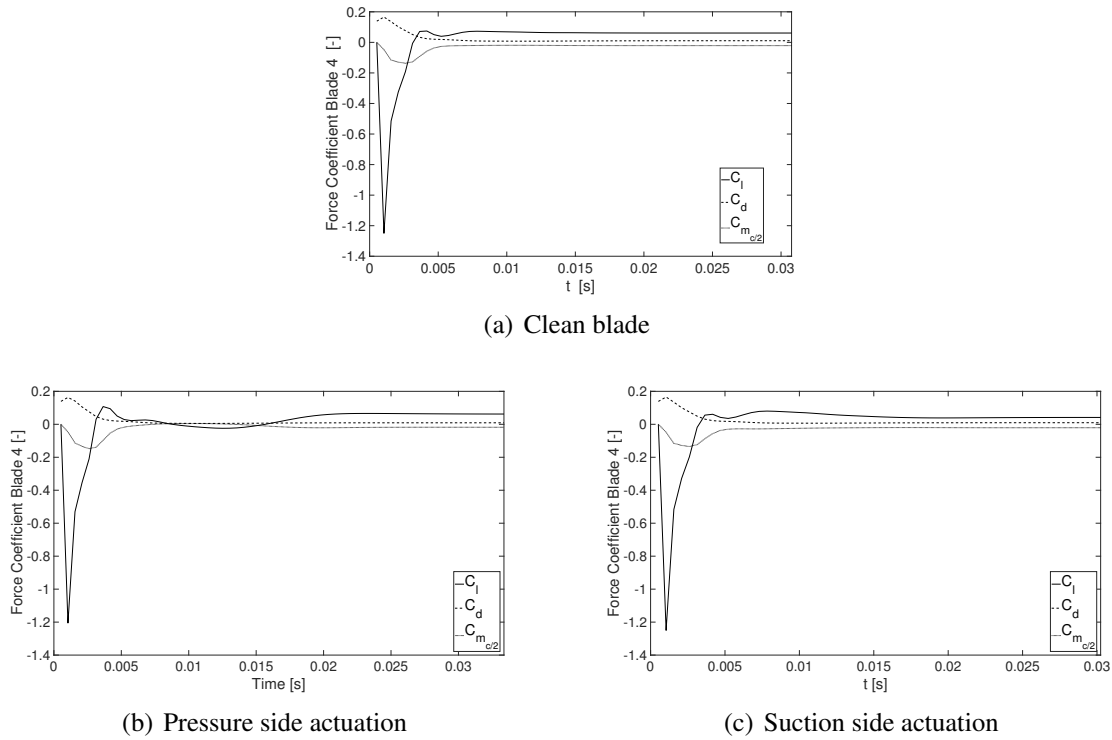 0.2
0
-0.2
-0.4
-0.6
-0.8
-1
-1.2
-1.4
Force Coefficient Blade 4 [-]
C_l
C_d
C_{m_{c/2}}
0 0.005 0.01 0.015 0.02 0.025 0.03
t [s]
(a) Clean blade
0.2
0
-0.2
-0.4
-0.6
-0.8
-1
-1.2
-1.4
Force Coefficient Blade 4 [-]
C_l
C_d
C_{m_{c/2}}
0 0.005 0.01 0.015 0.02 0.025 0.03
Time [s]
(b) Pressure side actuation
0.2
0
-0.2
-0.4
-0.6
-0.8
-1
-1.2
-1.4
Force Coefficient Blade 4 [-]
C_l
C_d
C_{m_{c/2}}
0 0.005 0.01 0.015 0.02 0.025 0.03
t [s]
(c) Suction side actuation